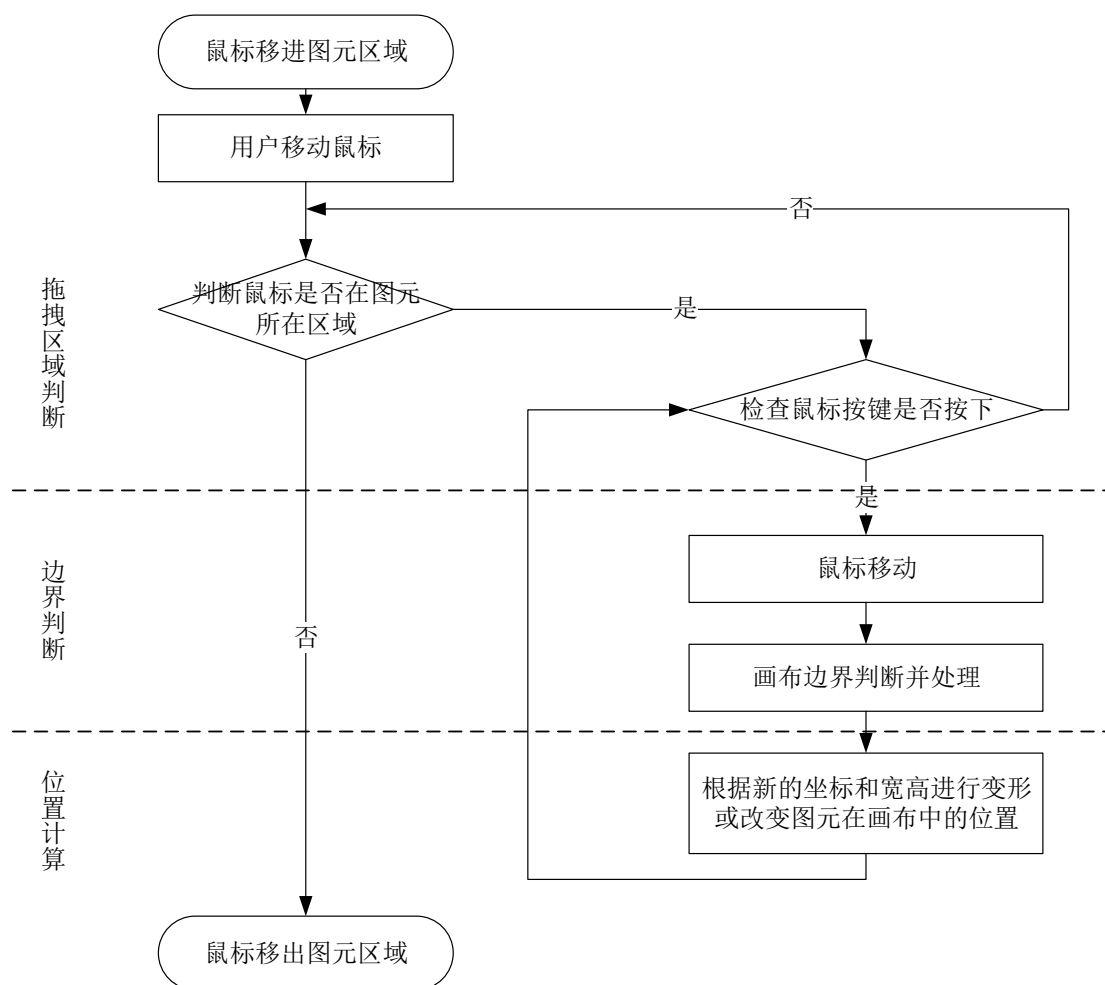 鼠标移进图元区域
用户移动鼠标
否
判断鼠标是否在图元
所在区域
是
拖拽区域判断
检查鼠标按键是否按下
是
鼠标移动
边界判断
否
画布边界判断并处理
位置计算
根据新的坐标和宽高进行变形
或改变图元在画布中的位置
鼠标移出图元区域